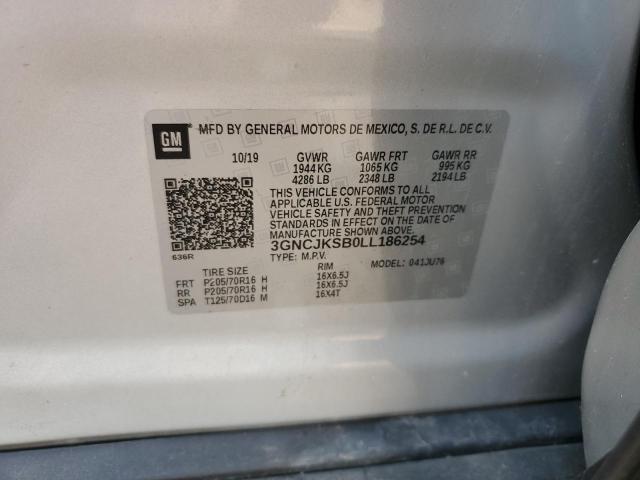 GM
MFD BY GENERAL MOTORS DE MEXICO, S. DE R.L. DE C.V.
10/19 GVWR GAWR FRT GAWR RR
1944 KG 1065 KG 995 KG
4286 LB 2348 LB 2194 LB
THIS VEHICLE CONFORMS TO ALL
APPLICABLE U.S. FEDERAL MOTOR
VEHICLE SAFETY AND THEFT PREVENTION
STANDARDS IN EFFECT ON THE DATE OF
MANUFACTURE SHOWN ABOVE.
3GNCJKSB0LL186254
636R
TYPE: M.P.V. MODEL: 041JU76
TIRE SIZE RIM
FRT P205/70R16 H 16X6.5J
RR P205/70R16 H 16X6.5J
SPA T125/70D16 M 16X4T